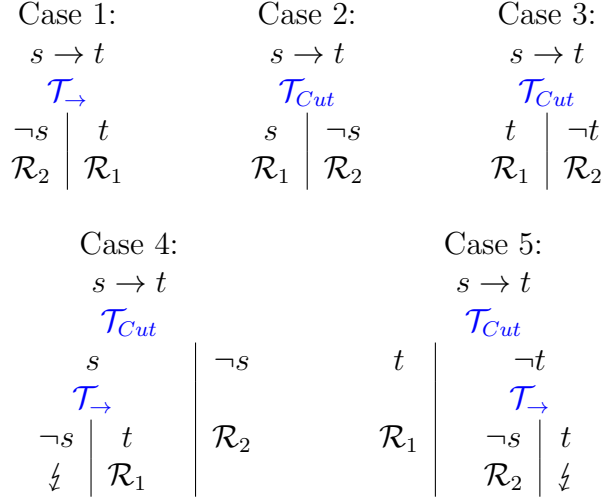 Case 1: Case 2: Case 3:
s → t s → t s → t
𝒯→ 𝒯Cut 𝒯Cut
¬s t s ¬s t ¬t
ℛ2 ℛ1 ℛ1 ℛ2 ℛ1 ℛ2
Case 4: Case 5:
s → t s → t
𝒯Cut 𝒯Cut
s ¬s t ¬t
𝒯→ 𝒯→
¬s t ℛ2 ℛ1 ¬s t
↯ ℛ1 ℛ2 ↯